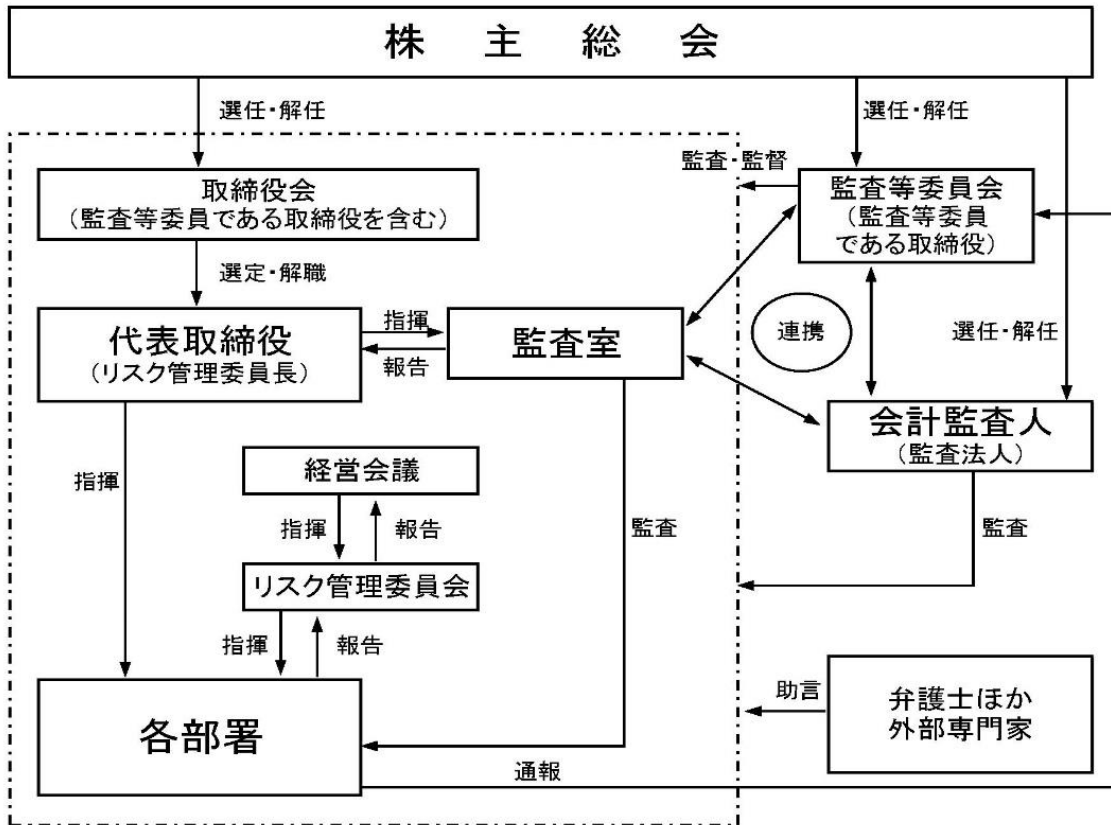 株主総会
選任・解任
選任・解任
監査・監督
取締役会
(監査等委員である取締役を含む)
監査等委員会
(監査等委員
である取締役)
選定・解職
代表取締役
(リスク管理委員長)
指揮
報告
監査室
連携
選任・解任
会計監査人
(監査法人)
指揮
経営会議
指揮
報告
監査
監査
リスク管理委員会
指揮
報告
各部署
助言
弁護士ほか
外部専門家
通報